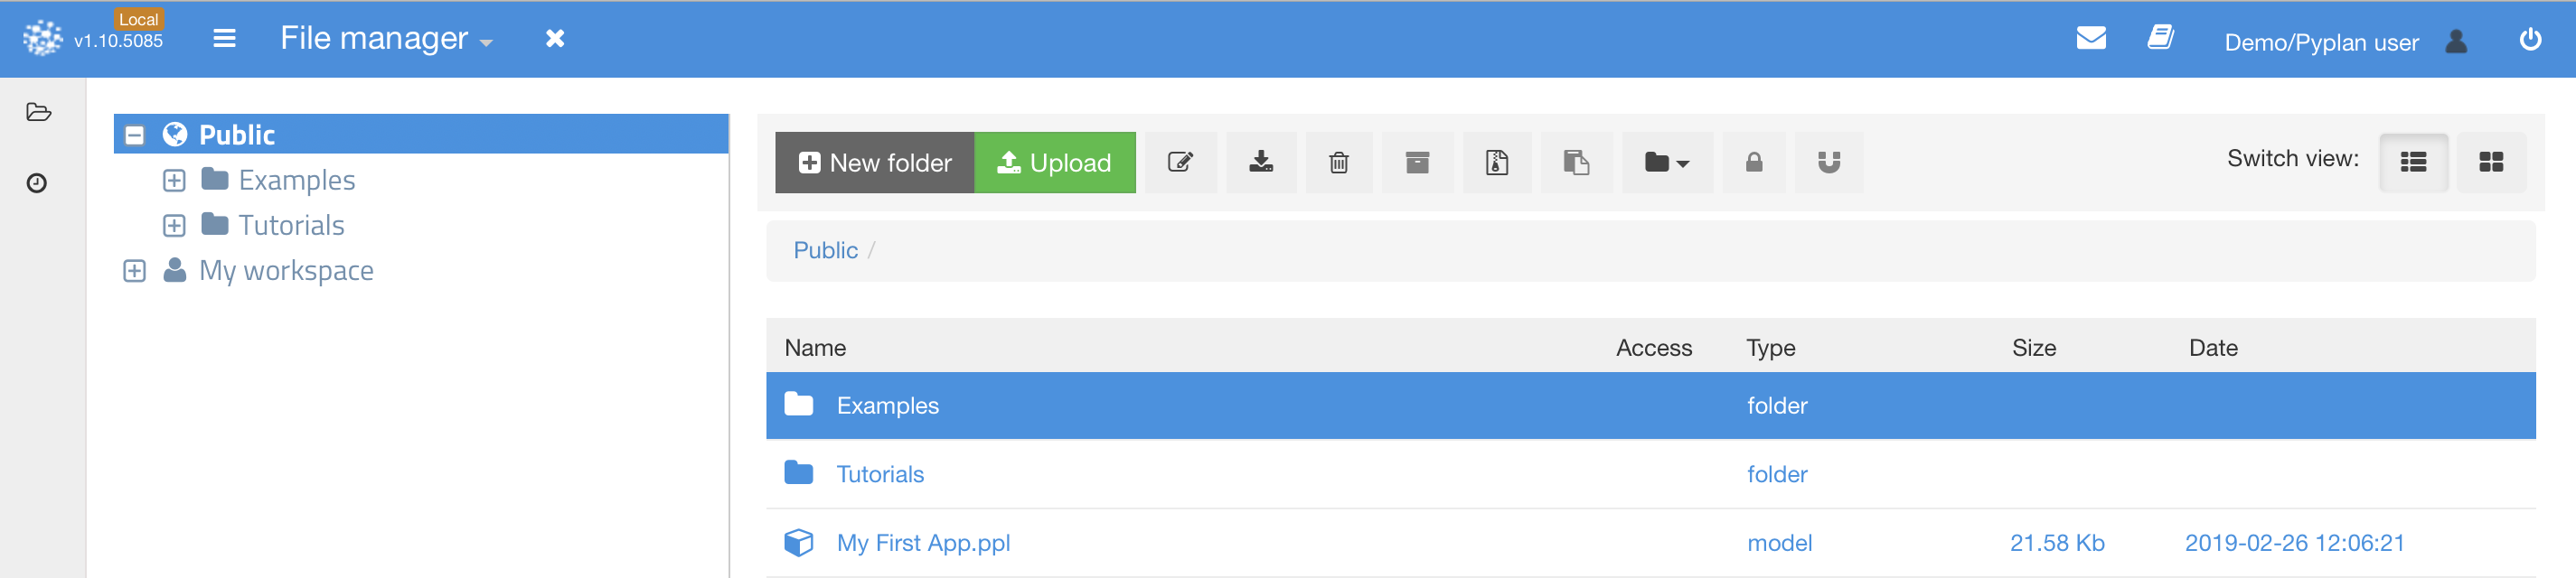 Local
v1.10.5085
File manager
Demo/Pyplan user
Public
Examples
Tutorials
My workspace
New folder
Upload
Switch view:
Public /
Name Access Type Size Date
Examples folder
Tutorials folder
My First App.ppl model 21.58 Kb 2019-02-26 12:06:21